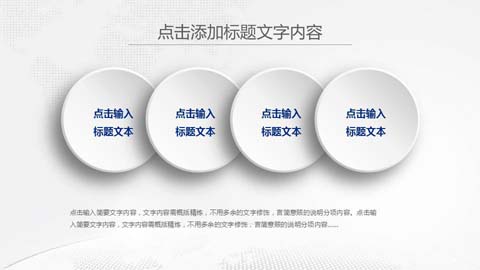 点击添加标题文字内容
点击输入
标题文本
点击输入
标题文本
点击输入
标题文本
点击输入
标题文本
点击输入简要文字内容，文字内容需概括精炼，不用多余的文字修饰，言简意赅的说明分项内容。点击输
入简要文字内容，文字内容需概括精炼，不用多余的文字修饰，言简意赅的说明分项内容……